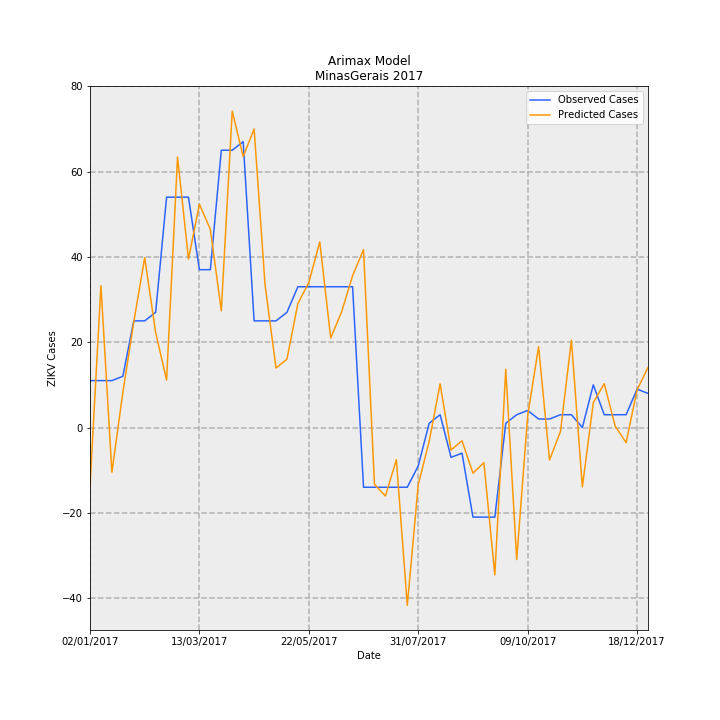 Arimax Model
MinasGerais 2017
Observed Cases
Predicted Cases
80
60
40
20
0
−20
−40
ZIKV Cases
02/01/2017
13/03/2017
22/05/2017
31/07/2017
09/10/2017
18/12/2017
Date